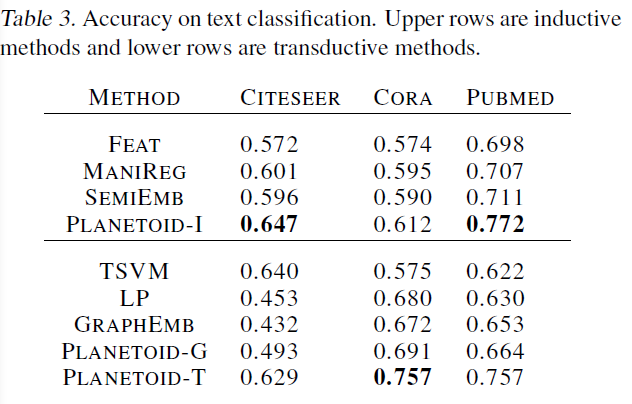 Table 3. Accuracy on text classification. Upper rows are inductive
methods and lower rows are transductive methods.
METHOD CITESEER CORA PUBMED
FEAT 0.572 0.574 0.698
MANIREG 0.601 0.595 0.707
SEMIEMB 0.596 0.590 0.711
PLANETOID-I 0.647 0.612 0.772
TSVM 0.640 0.575 0.622
LP 0.453 0.680 0.630
GRAPHEMB 0.432 0.672 0.653
PLANETOID-G 0.493 0.691 0.664
PLANETOID-T 0.629 0.757 0.757